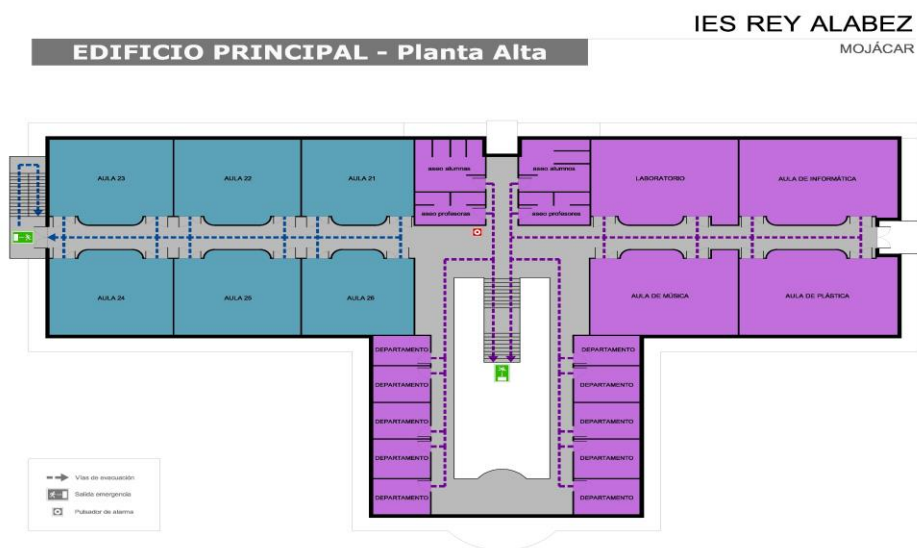 IES REY ALABEZ
MOJÁCAR
EDIFICIO PRINCIPAL - Planta Alta
AULA 23
AULA 22
AULA 21
aseo alumnas
aseo alumnos
LABORATORIO
AULA DE INFORMÁTICA
aseo profesoras
aseo profesores
AULA 24
AULA 25
AULA 26
AULA DE MÚSICA
AULA DE PLÁSTICA
DEPARTAMENTO
DEPARTAMENTO
DEPARTAMENTO
DEPARTAMENTO
DEPARTAMENTO
DEPARTAMENTO
DEPARTAMENTO
DEPARTAMENTO
DEPARTAMENTO
DEPARTAMENTO
Vías de evacuación
Salida emergencia
Pulsador de alarma